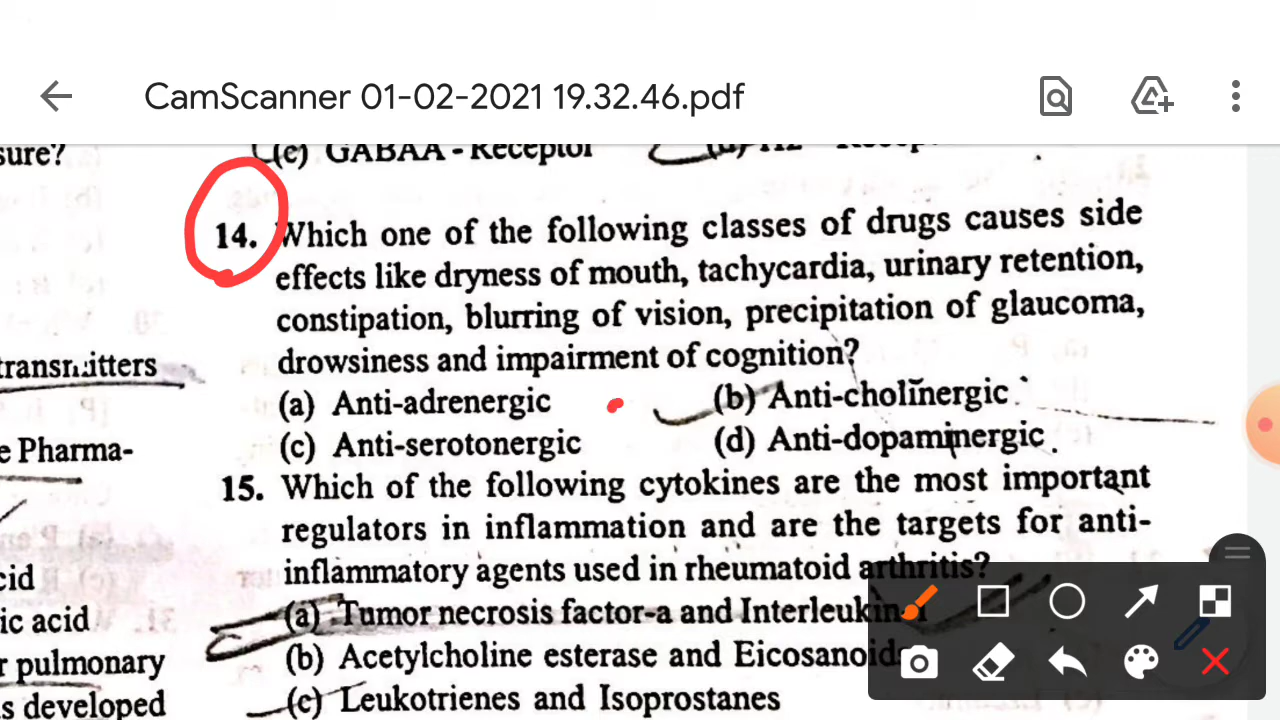 CamScanner 01-02-2021 19.32.46.pdf
sure?
(c) GABAA - Receptor
14. Which one of the following classes of drugs causes side
effects like dryness of mouth, tachycardia, urinary retention,
constipation, blurring of vision, precipitation of glaucoma,
drowsiness and impairment of cognition?
(a) Anti-adrenergic (b) Anti-cholinergic
(c) Anti-serotonergic (d) Anti-dopaminergic.
15. Which of the following cytokines are the most important
regulators in inflammation and are the targets for anti-
inflammatory agents used in rheumatoid arthritis?
(a) Tumor necrosis factor-a and Interleukin-1
(b) Acetylcholine esterase and Eicosanoids
(c) Leukotrienes and Isoprostanes
transmitters
e Pharma-
cid
ic acid
r pulmonary
s developed